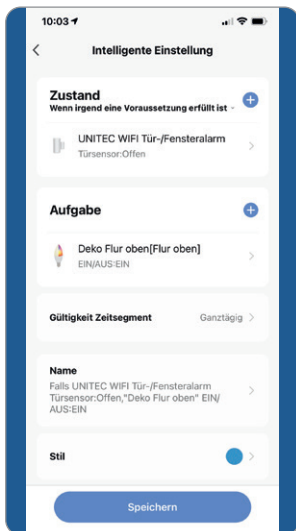 10:03
Intelligente Einstellung
Zustand
Wenn irgend eine Voraussetzung erfüllt ist
UNITEC WIFI Tür-/Fensteralarm
Türsensor:Offen
Aufgabe
Deko Flur oben[Flur oben]
EIN/AUS:EIN
Gültigkeit Zeitsegment Ganztägig
Name
Falls UNITEC WIFI Tür-/Fensteralarm
Türsensor:Offen,"Deko Flur oben" EIN/
AUS:EIN
Stil
Speichern